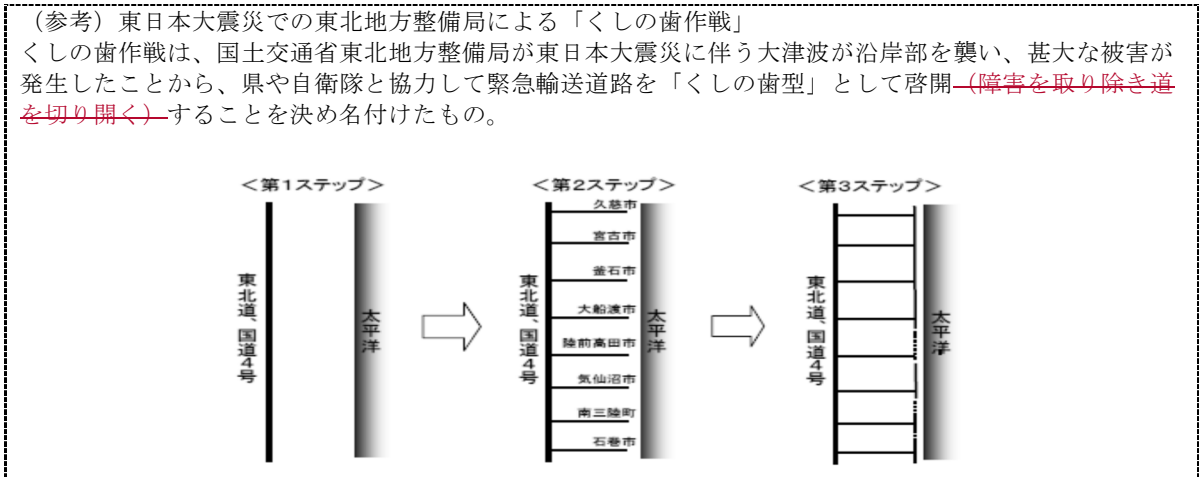 （参考）東日本大震災での東北地方整備局による「くしの歯作戦」
くしの歯作戦は、国土交通省東北地方整備局が東日本大震災に伴う大津波が沿岸部を襲い、甚大な被害が
発生したことから、県や自衛隊と協力して緊急輸送道路を「くしの歯型」として啓開（障害を取り除き道
を切り開く）することを決め名付けたもの。
＜第1ステップ＞
東北道、国道4号
太平洋
＜第2ステップ＞
東北道、国道4号
久慈市
宮古市
釜石市
大船渡市
陸前高田市
気仙沼市
南三陸町
石巻市
太平洋
＜第3ステップ＞
東北道、国道4号
太平洋